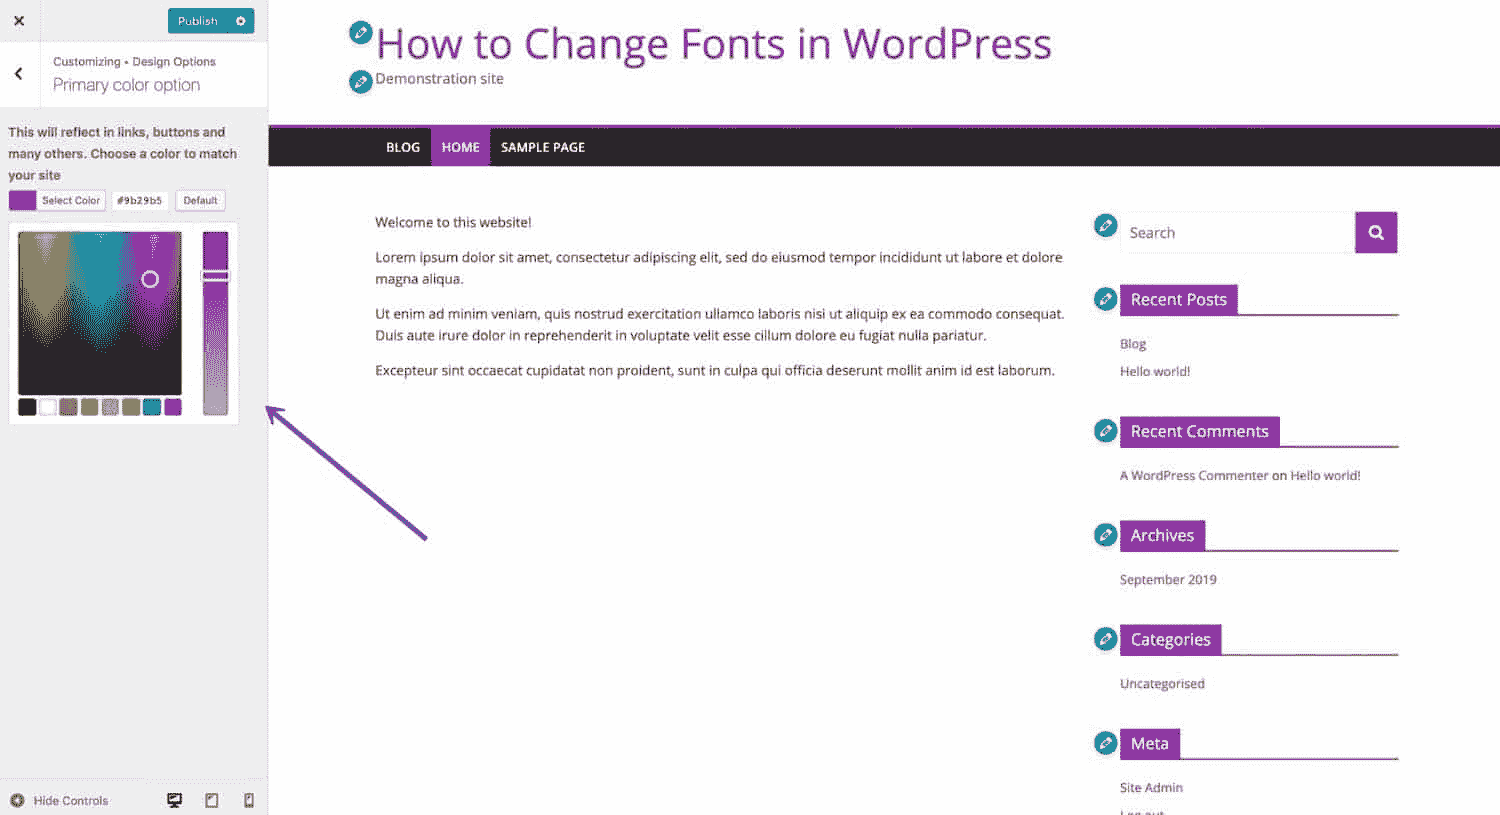 Publish
Customizing • Design Options
Primary color option
This will reflect in links, buttons and
many others. Choose a color to match
your site
Select Color
#9b29b5
Default
Hide Controls
How to Change Fonts in WordPress
Demonstration site
BLOG HOME SAMPLE PAGE
Welcome to this website!
Lorem ipsum dolor sit amet, consectetur adipiscing elit, sed do eiusmod tempor incididunt ut labore et dolore
magna aliqua.
Ut enim ad minim veniam, quis nostrud exercitation ullamco laboris nisi ut aliquip ex ea commodo consequat.
Duis aute irure dolor in reprehenderit in voluptate velit esse cillum dolore eu fugiat nulla pariatur.
Excepteur sint occaecat cupidatat non proident, sunt in culpa qui officia deserunt mollit anim id est laborum.
Search
Recent Posts
Blog
Hello world!
Recent Comments
A WordPress Commenter on Hello world!
Archives
September 2019
Categories
Uncategorised
Meta
Site Admin